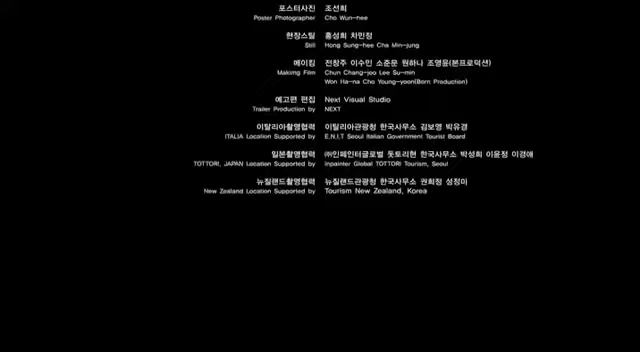 포스터사진 조선희
Poster Photographer Cho Wun-hee
현장스틸 홍성희 차민정
Still Hong Sung-hee Cha Min-jung
메이킹 전창주 이수민 소준문 원하나 조영윤(본프로덕션)
Making Film Chun Chang-joo Lee Su-min
Won Ha-na Cho Young-yoon(Born Production)
예고편 편집 Next Visual Studio
Trailer Production by NEXT
이탈리아촬영협력 이탈리아관광청 한국사무소 김보영 박유경
ITALIA Location Supported by E.N.I.T Seoul Italian Government Tourist Board
일본촬영협력 ㈜인페인터글로벌 돗토리현 한국사무소 박성희 이윤정 이경애
TOTTORI, JAPAN Location Supported by Inpainter Global TOTTORI Tourism, Seoul
뉴질랜드촬영협력 뉴질랜드관광청 한국사무소 권희정 성정마
New Zealand Location Supported by Tourism New Zealand, Korea